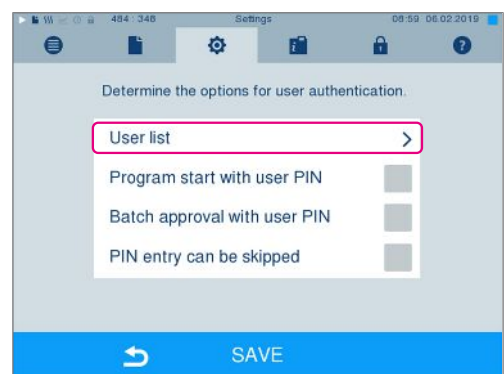 484 : 348 Settings 08:59 06.02.2019
Determine the options for user authentication.
User list
Program start with user PIN
Batch approval with user PIN
PIN entry can be skipped
SAVE